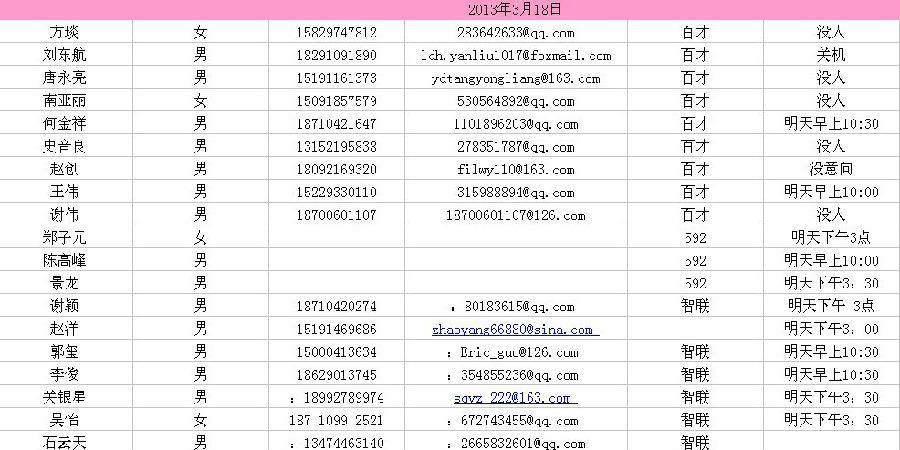 2013年3月18日
方琰 女 15829747812 283642633@qq.com 百才 没人
刘东航 男 18291091890 百才 关机
唐永亮 男 15191161373 ydtangyongliang@163.com 百才 没人
南亚丽 女 15091857579 530564892@qq.com 百才 没人
何金祥 男 18710421647 1101896203@qq.com 百才 明天早上10:30
史晋良 男 13152195838 278351787@qq.com 百才 没人
赵创 男 18092169320 filwy110@163.com 百才 没意向
王伟 男 15229330110 315988894@qq.com 百才 明天早上10:00
谢伟 男 18700601107 18700601107@126.com 百才 没人
郑子元 女 592 明天下午3点
陈高峰 男 592 明天早上10:00
景龙 男 592 明天下午3：30
谢颖 男 18710420274 ：80183615@qq.com 智联 明天下午 3点
赵洋 男 15191469686 zhaoyang66880@sina.com 明天下午3：00
郭玺 男 15000413634 ：Eric_guo@126.com 智联 明天早上10:30
李俊 男 18629013745 ：354855236@qq.com 智联 明天早上10:30
关银星 男 ：18992789974 sqyz_222@163.com 智联 明天下午3：30
吴怡 女 187 1099 2521 ：672743455@qq.com 智联 明天下午3：30
石云天 男 ：13474463140 ：2665832601@qq.com 智联